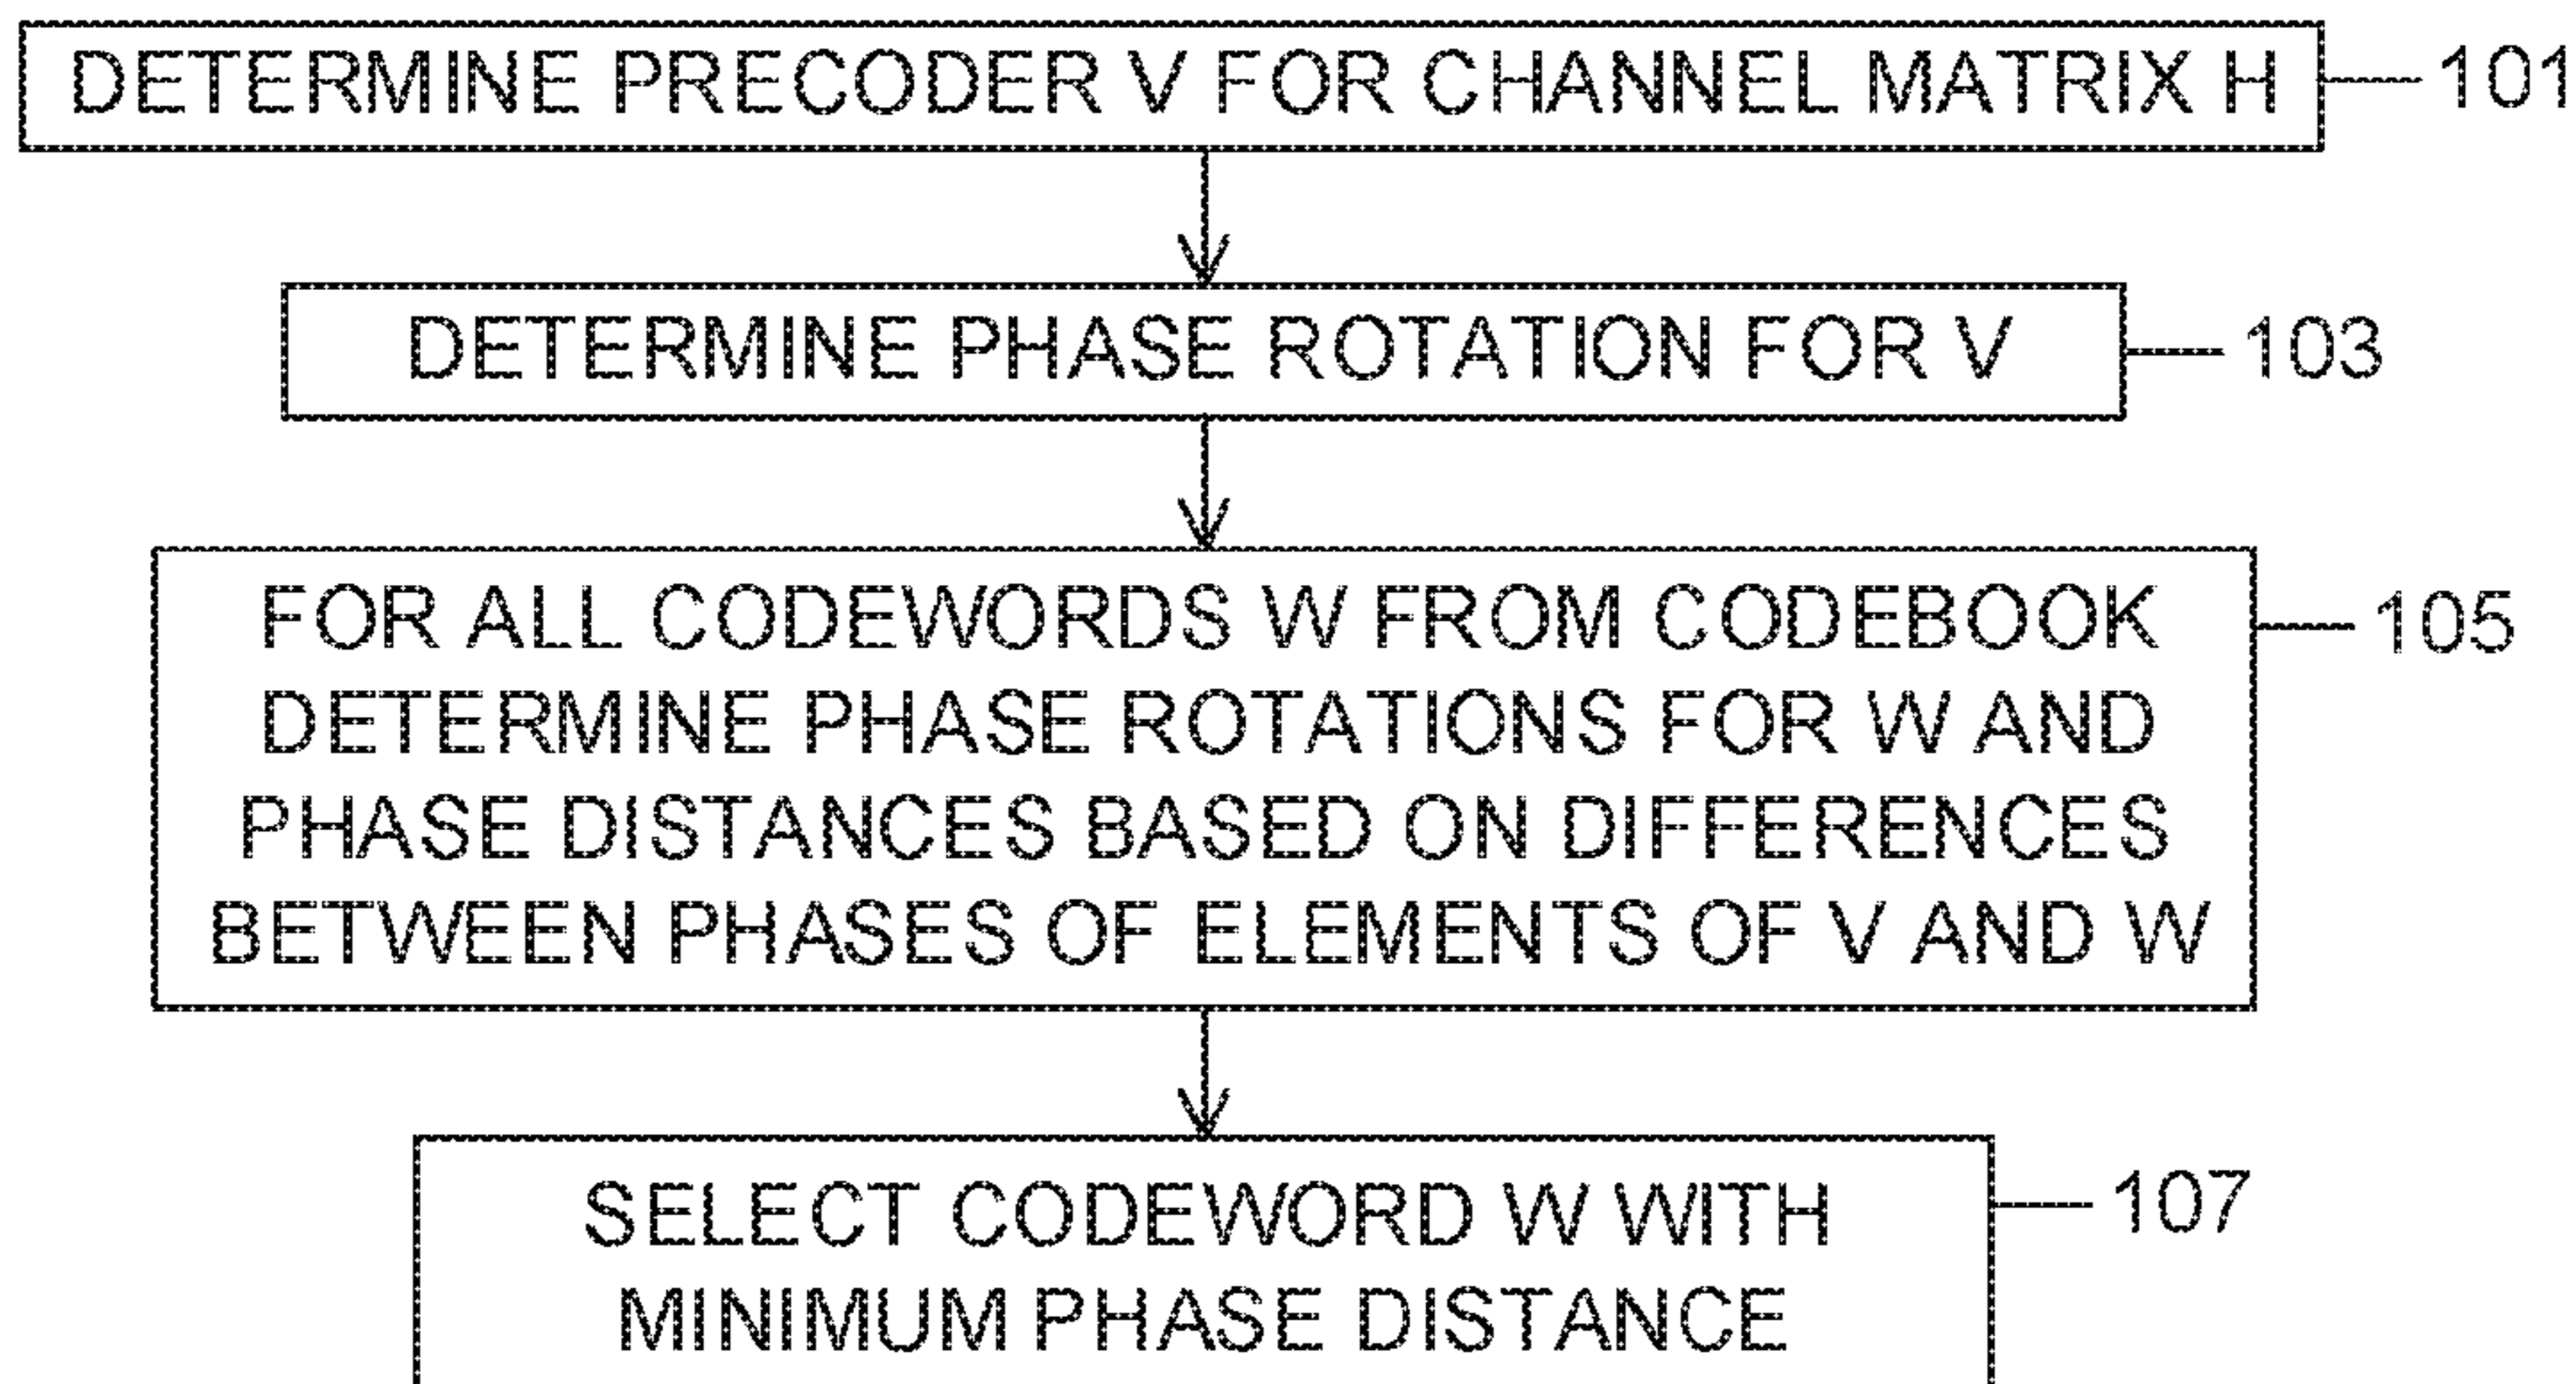 DETERMINE PRECODER V FOR CHANNEL MATRIX H
101
DETERMINE PHASE ROTATION FOR V
103
FOR ALL CODEWORDS W FROM CODEBOOK
105
DETERMINE PHASE ROTATIONS FOR W AND
PHASE DISTANCES BASED ON DIFFERENCES
BETWEEN PHASES OF ELEMENTS OF V AND W
SELECT CODEWORD W WITH
107
MINIMUM PHASE DISTANCE